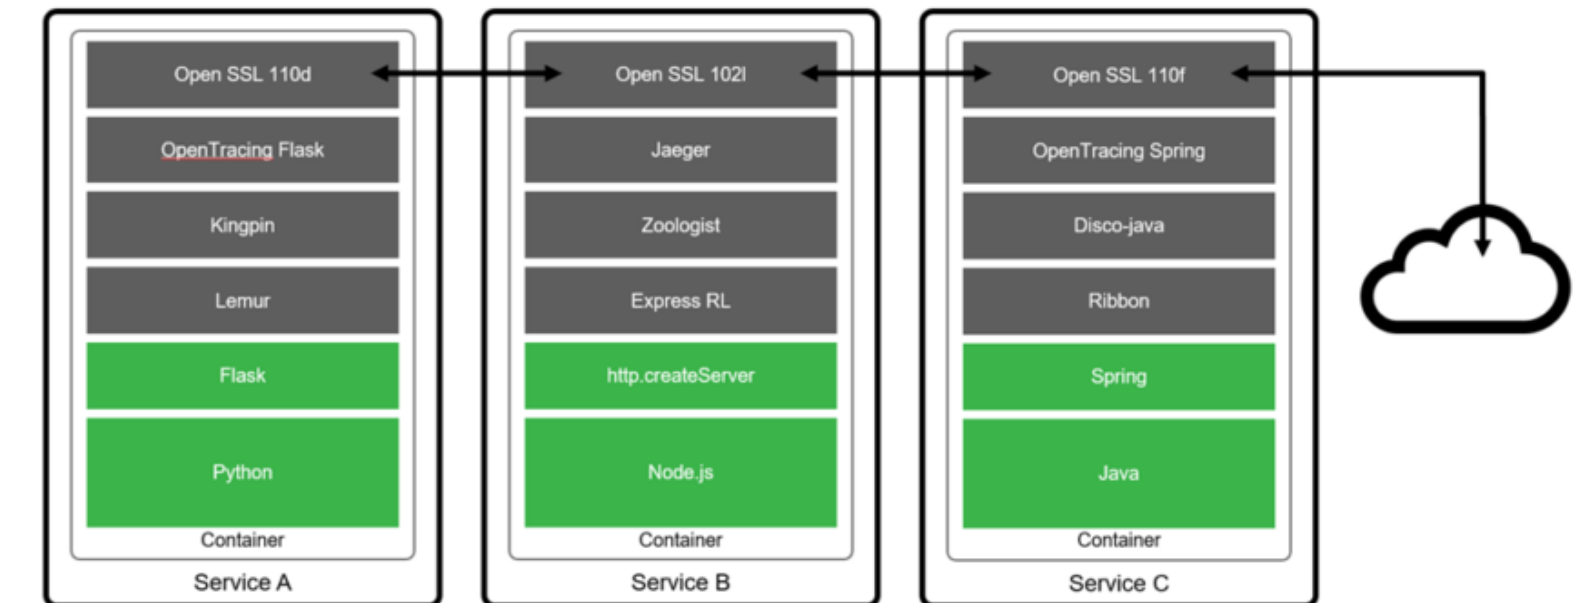 Open SSL 110d
OpenTracing Flask
Kingpin
Lemur
Flask
Python
Container
Service A
Open SSL 102l
Jaeger
Zoologist
Express RL
http.createServer
Node.js
Container
Service B
Open SSL 110f
OpenTracing Spring
Disco-java
Ribbon
Spring
Java
Container
Service C